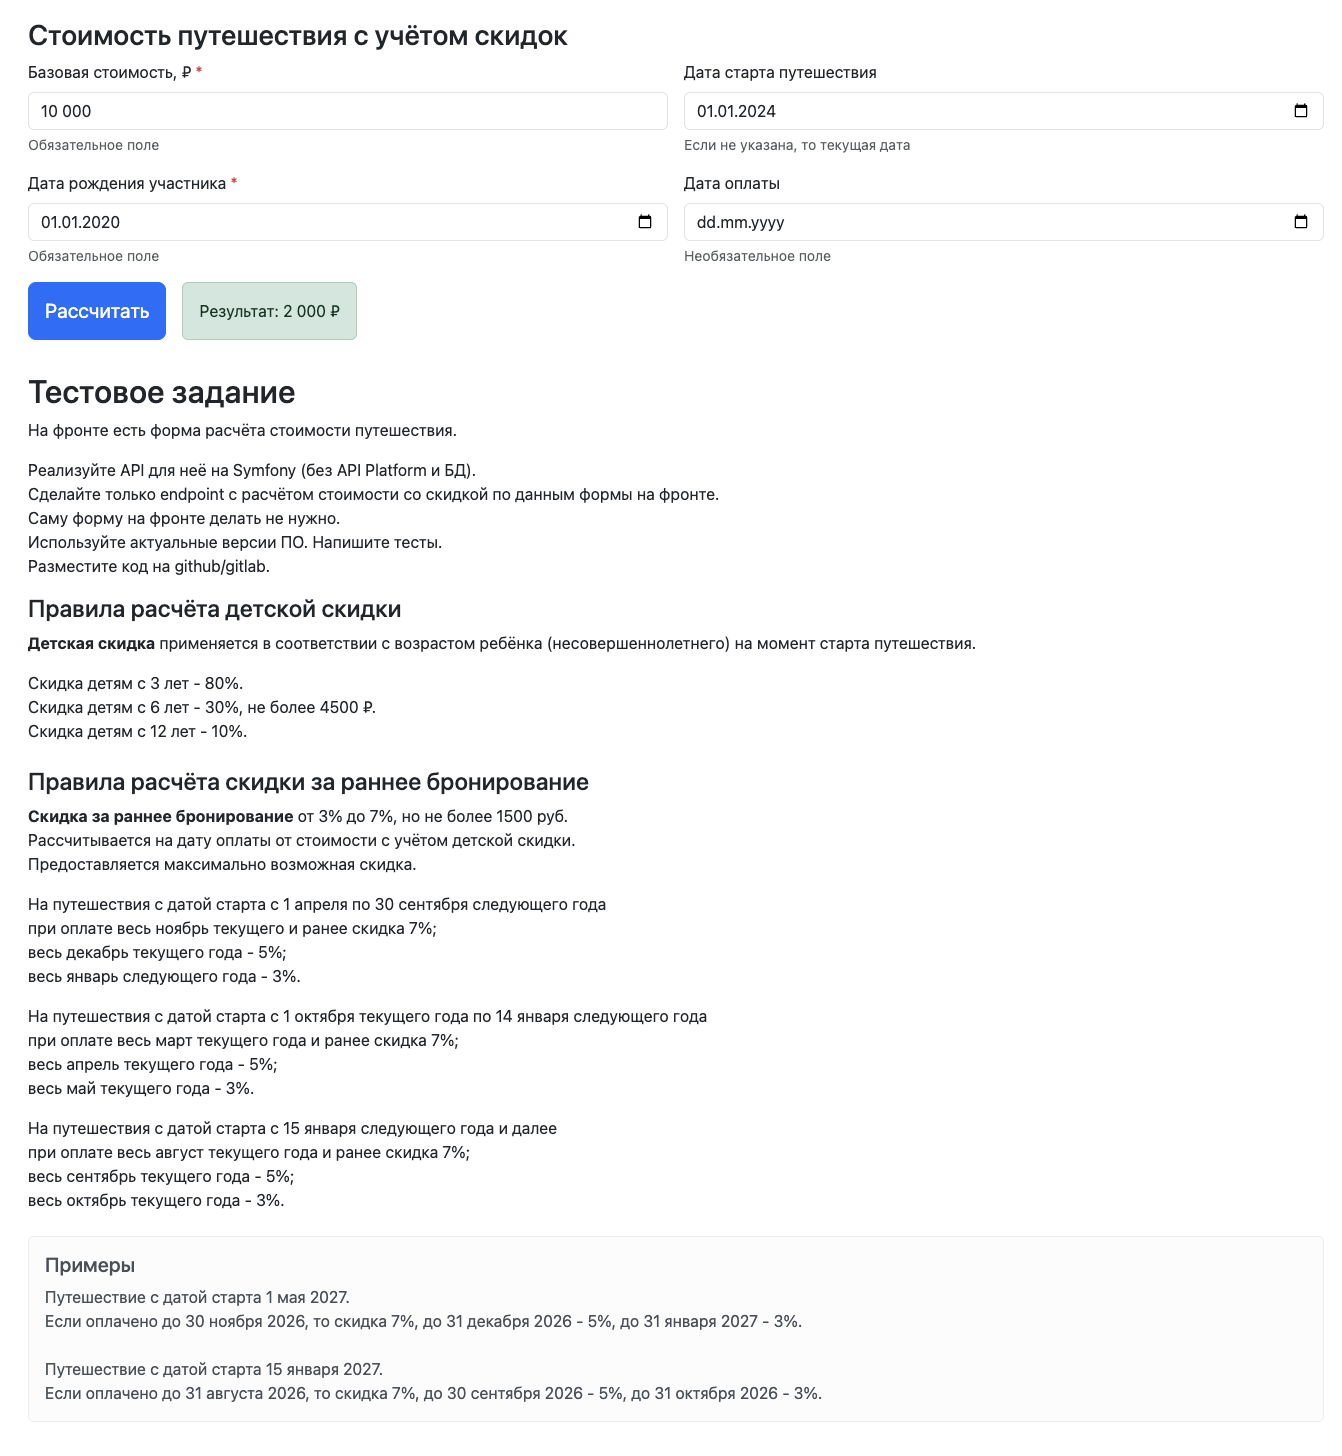 Стоимость путешествия с учётом скидок
Базовая стоимость, ₽ *
Дата старта путешествия
10 000
01.01.2024
Обязательное поле
Если не указана, то текущая дата
Дата рождения участника *
Дата оплаты
01.01.2020
dd.mm.yyyy
Обязательное поле
Необязательное поле
Рассчитать
Результат: 2 000 ₽
Тестовое задание
На фронте есть форма расчёта стоимости путешествия.
Реализуйте API для неё на Symfony (без API Platform и БД).
Сделайте только endpoint с расчётом стоимости со скидкой по данным формы на фронте.
Саму форму на фронте делать не нужно.
Используйте актуальные версии ПО. Напишите тесты.
Разместите код на github/gitlab.
Правила расчёта детской скидки
Детская скидка применяется в соответствии с возрастом ребёнка (несовершеннолетнего) на момент старта путешествия.
Скидка детям с 3 лет - 80%.
Скидка детям с 6 лет - 30%, не более 4500 ₽.
Скидка детям с 12 лет - 10%.
Правила расчёта скидки за раннее бронирование
Скидка за раннее бронирование от 3% до 7%, но не более 1500 руб.
Рассчитывается на дату оплаты от стоимости с учётом детской скидки.
Предоставляется максимально возможная скидка.
На путешествия с датой старта с 1 апреля по 30 сентября следующего года
при оплате весь ноябрь текущего и ранее скидка 7%;
весь декабрь текущего года - 5%;
весь январь следующего года - 3%.
На путешествия с датой старта с 1 октября текущего года по 14 января следующего года
при оплате весь март текущего года и ранее скидка 7%;
весь апрель текущего года - 5%;
весь май текущего года - 3%.
На путешествия с датой старта с 15 января следующего года и далее
при оплате весь август текущего года и ранее скидка 7%;
весь сентябрь текущего года - 5%;
весь октябрь текущего года - 3%.
Примеры
Путешествие с датой старта 1 мая 2027.
Если оплачено до 30 ноября 2026, то скидка 7%, до 31 декабря 2026 - 5%, до 31 января 2027 - 3%.
Путешествие с датой старта 15 января 2027.
Если оплачено до 31 августа 2026, то скидка 7%, до 30 сентября 2026 - 5%, до 31 октября 2026 - 3%.